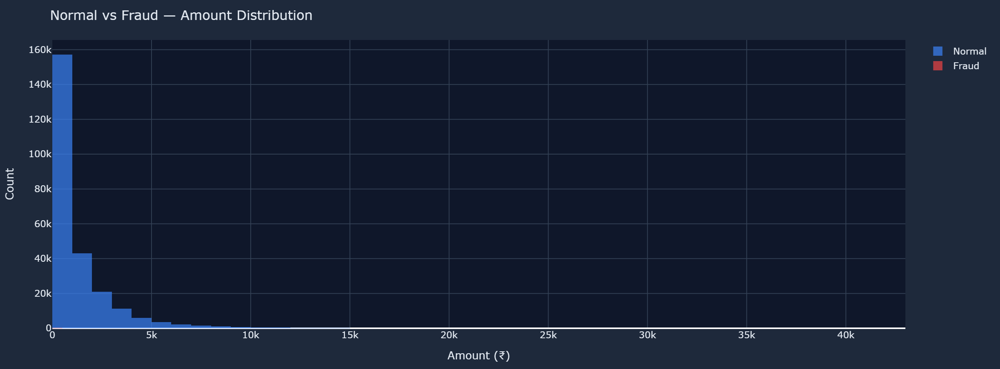 Normal vs Fraud — Amount Distribution
Normal
Fraud
160k
140k
120k
100k
80k
60k
40k
20k
0
Count
0 5k 10k 15k 20k 25k 30k 35k 40k
Amount (₹)